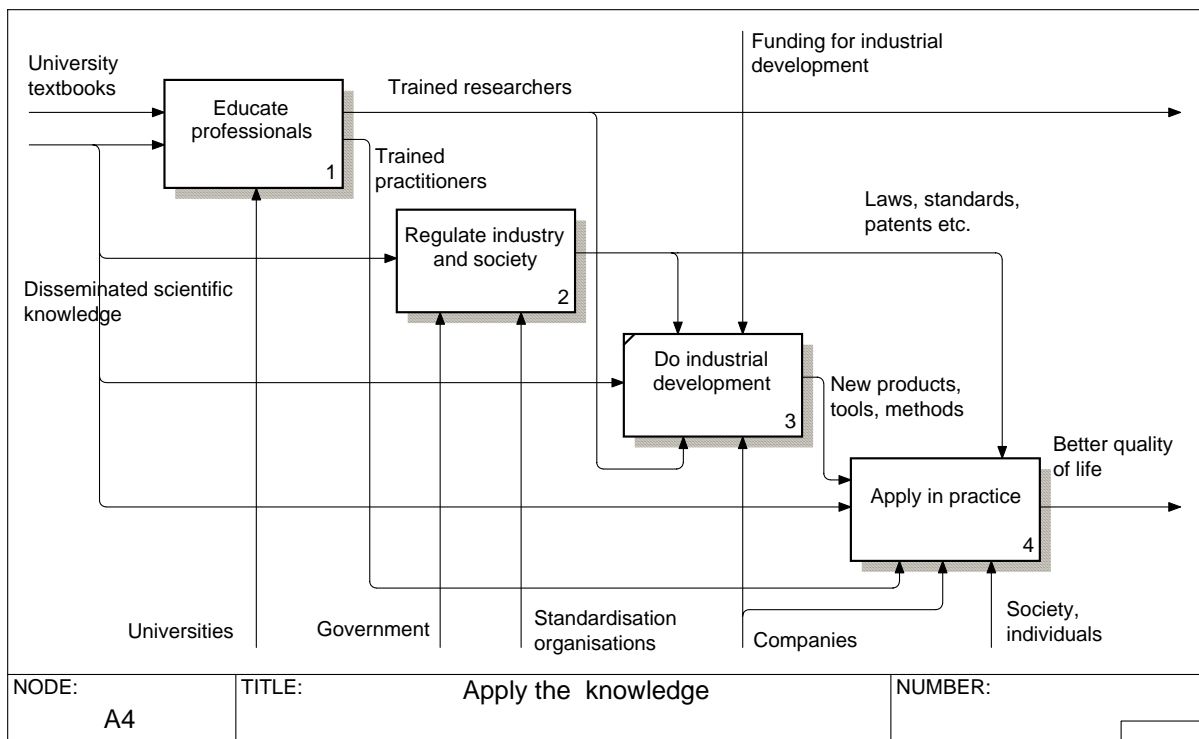 University
textbooks
Educate
professionals
1
Trained researchers
Funding for industrial
development
Trained
practitioners
Laws, standards,
patents etc.
Regulate industry
and society
2
Disseminated scientific
knowledge
Do industrial
development
3
New products,
tools, methods
Better quality
of life
Apply in practice
4
Universities
Government
Standardisation
organisations
Companies
Society,
individuals
NODE:
A4
TITLE:
Apply the knowledge
NUMBER: